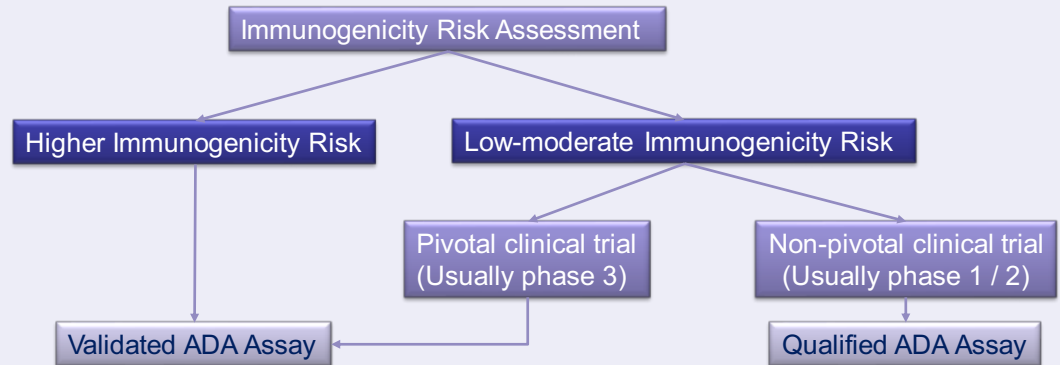 Immunogenicity Risk Assessment
Higher Immunogenicity Risk
Low-moderate Immunogenicity Risk
Pivotal clinical trial
(Usually phase 3)
Non-pivotal clinical trial
(Usually phase 1 / 2)
Validated ADA Assay
Qualified ADA Assay